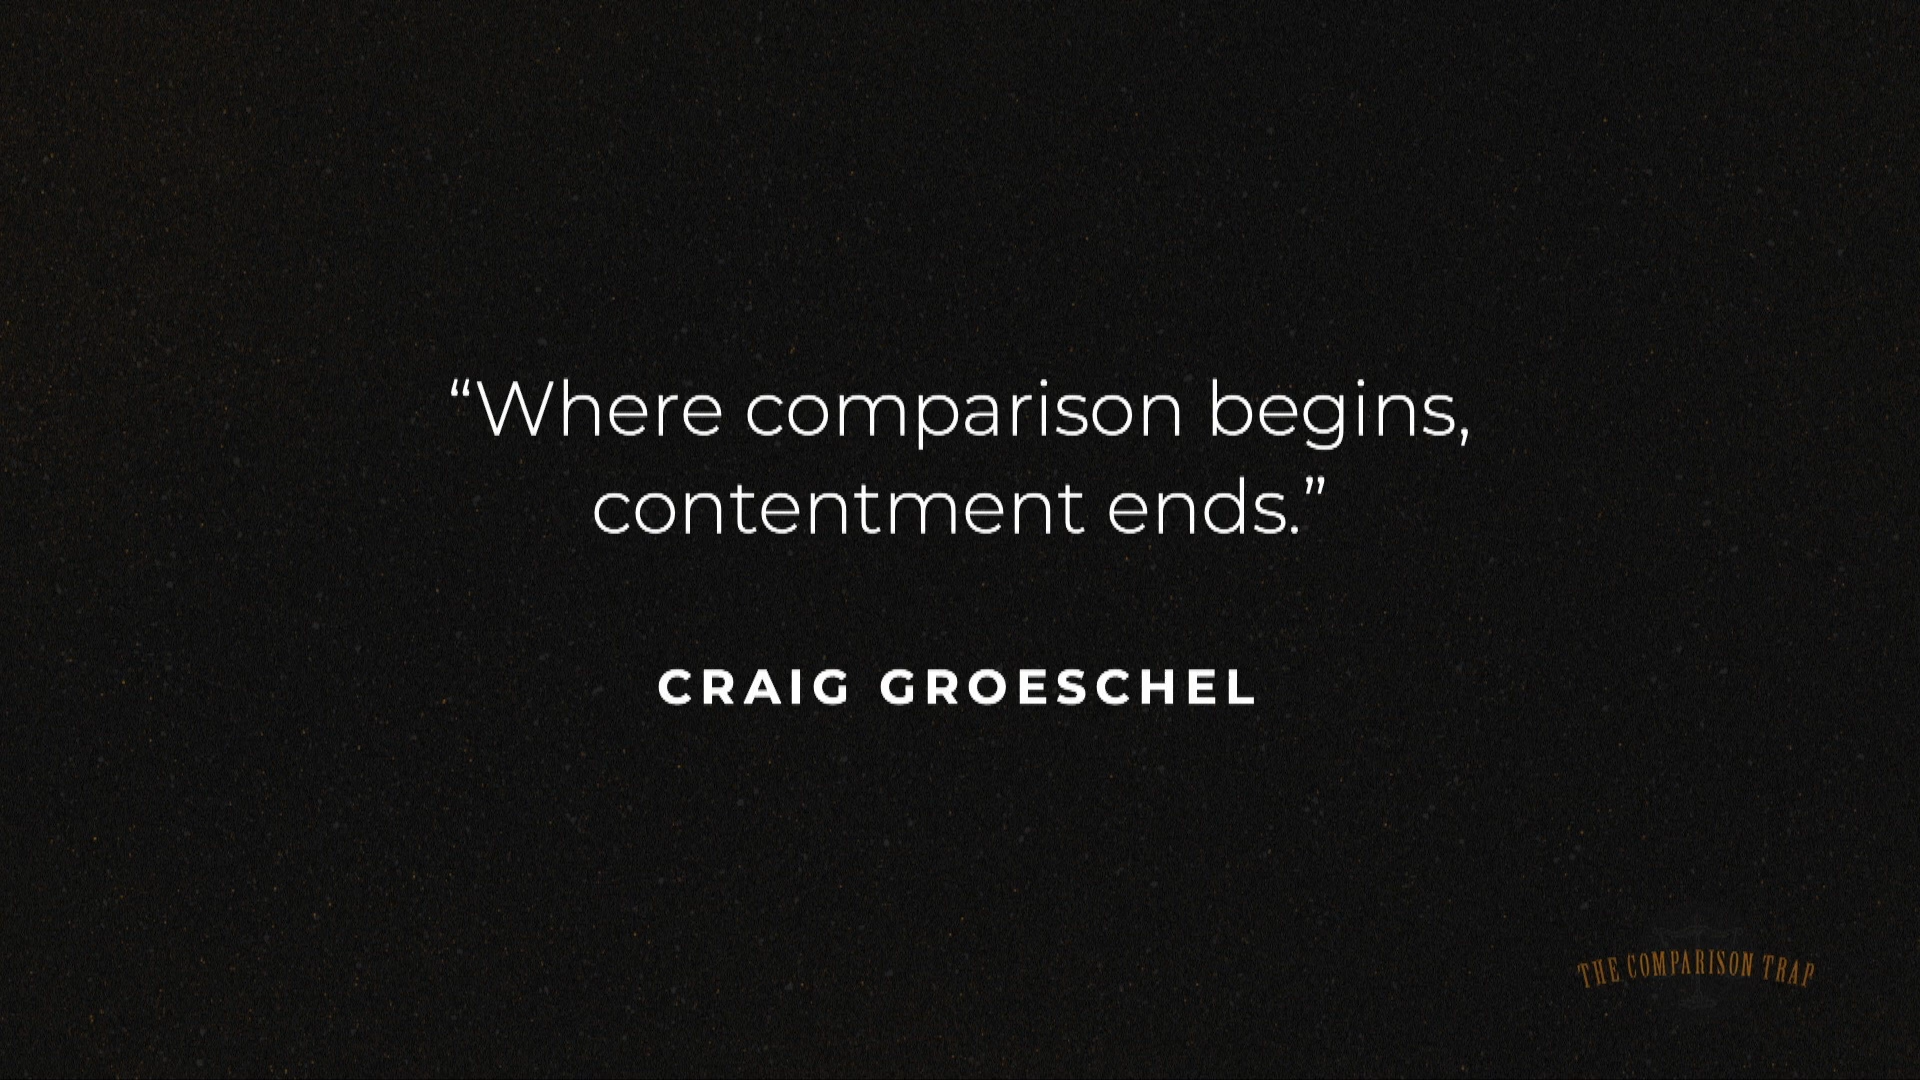 “Where comparison begins,
contentment ends.”
CRAIG GROESCHEL
THE COMPARISON TRAP